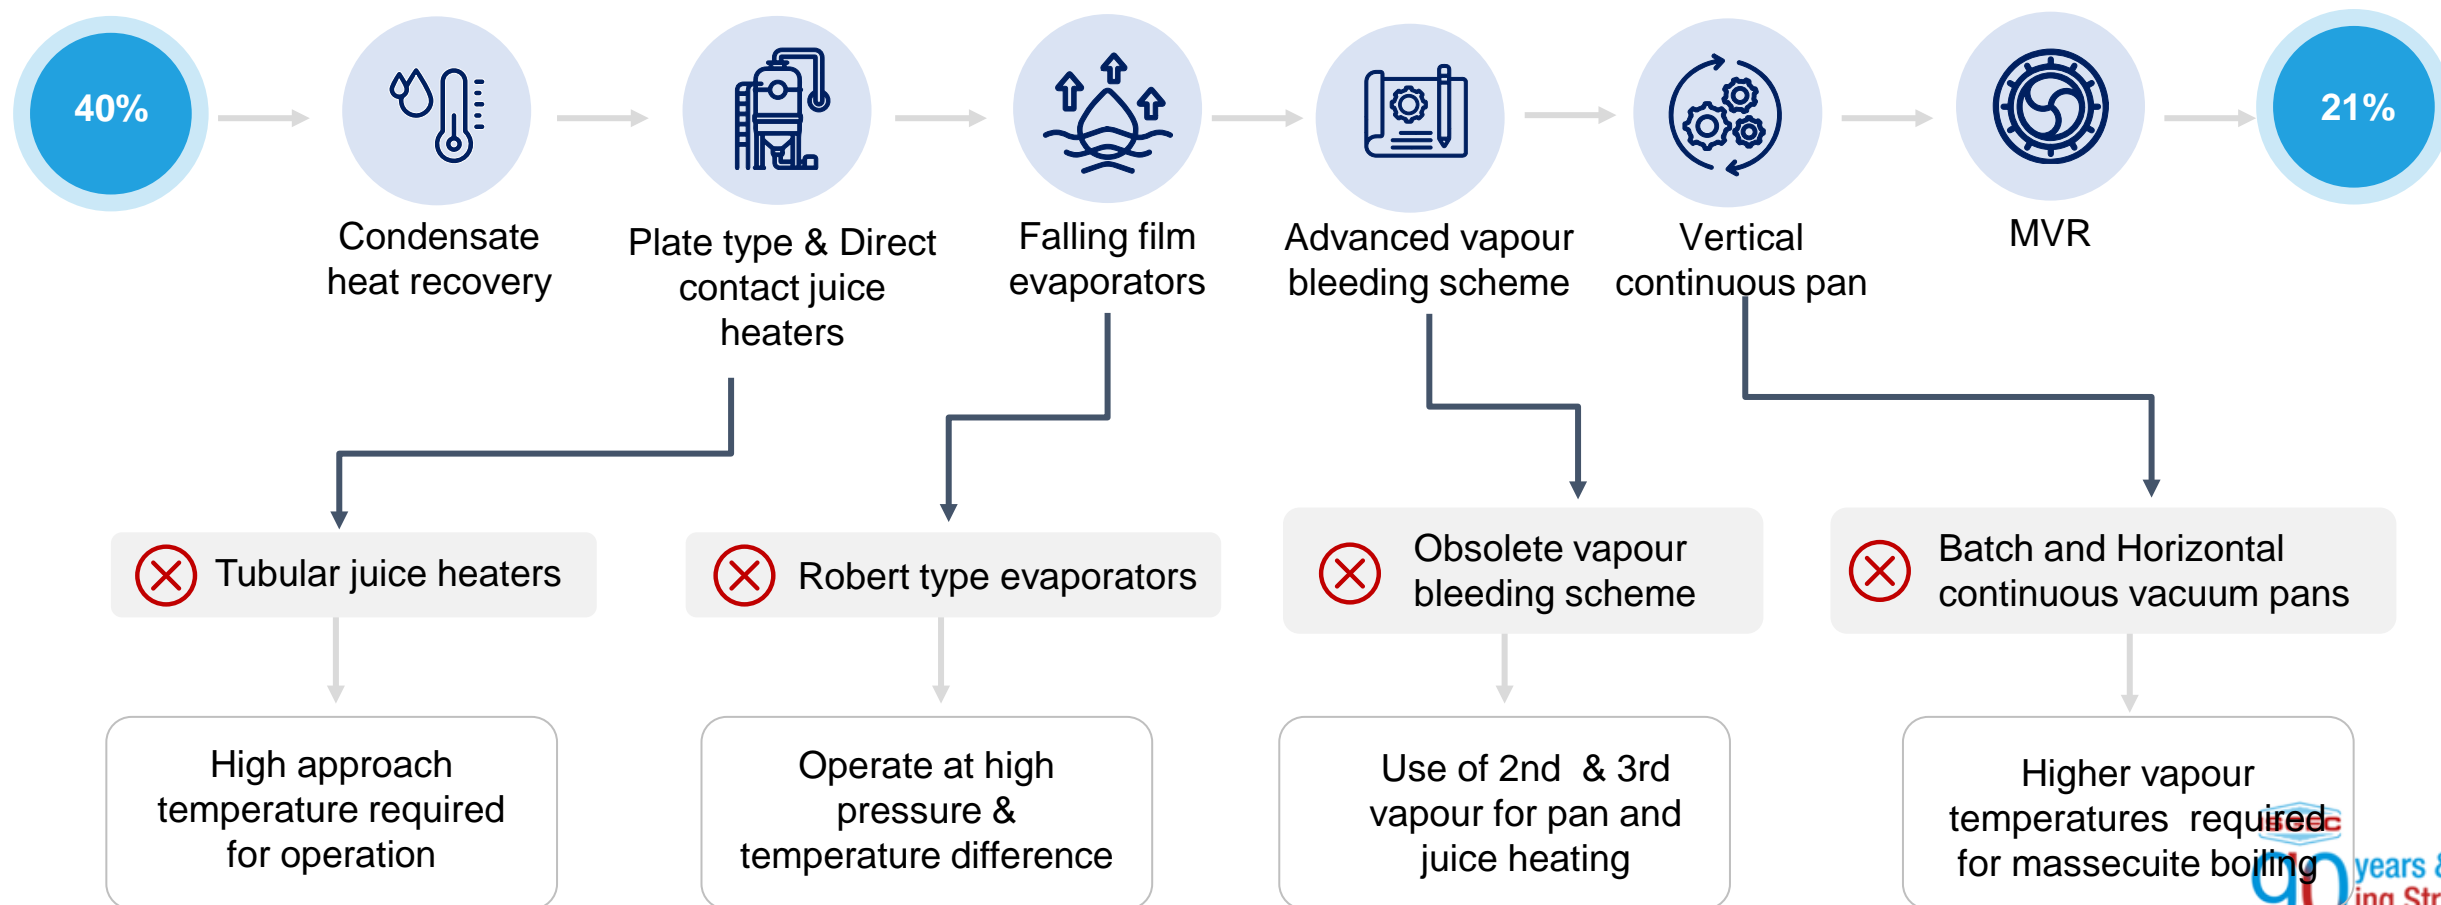 40%
21%
Condensate
heat recovery
Plate type & Direct
contact juice
heaters
Falling film
evaporators
Advanced vapour
bleeding scheme
Vertical
continuous pan
MVR
Tubular juice heaters
Robert type evaporators
Obsolete vapour
bleeding scheme
Batch and Horizontal
continuous vacuum pans
High approach
temperature required
for operation
Operate at high
pressure &
temperature difference
Use of 2nd & 3rd
vapour for pan and
juice heating
Higher vapour
temperatures required
for massecuite boiling
ISGEC
years &